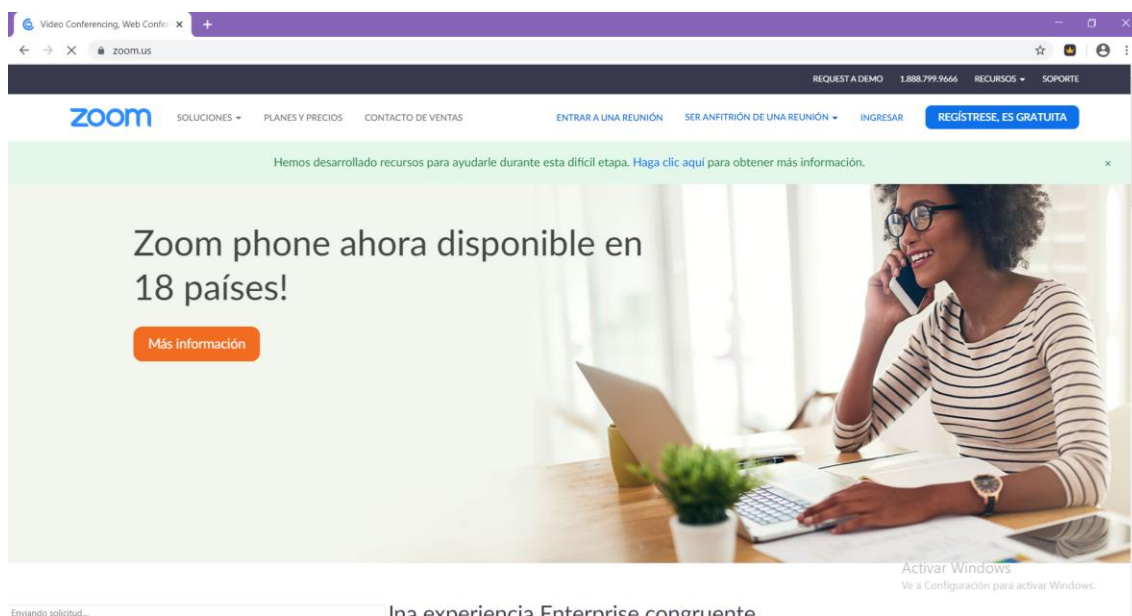 Video Conferencing, Web Confer
zoom.us
REQUEST A DEMO 1.888.799.9666 RECURSOS SOPORTE
zoom SOLUCIONES PLANES Y PRECIOS CONTACTO DE VENTAS ENTRAR A UNA REUNIÓN SER ANFITRIÓN DE UNA REUNIÓN INGRESAR REGÍSTRESE, ES GRATUITA
Hemos desarrollado recursos para ayudarle durante esta difícil etapa. Haga clic aquí para obtener más información.
Zoom phone ahora disponible en
18 países!
Más información
Activar Windows
Ve a Configuración para activar Windows.
Enviando solicitud...
experiencia Enterprise congruente